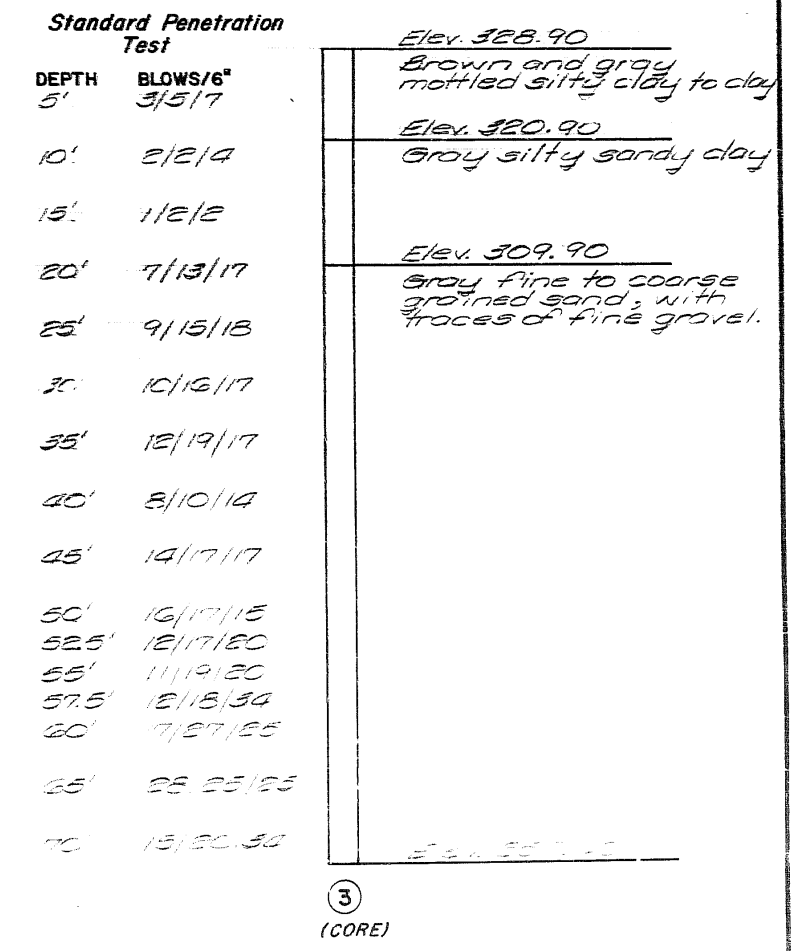 Standard Penetration
Test
DEPTH BLOWS/6"
5' 3/5/7
10' 2/2/4
15' 1/2/2
20' 7/13/17
25' 9/15/18
30' 10/16/17
35' 12/19/17
40' 8/10/14
45' 14/17/17
50' 16/17/15
52.5' 12/17/20
55' 11/19/20
57.5' 12/18/34
60' 7/27/25
65' 28/25/25
70'
Elev. 328.90
Brown and gray
mottled silty clay to clay
Elev. 320.90
Gray silty sandy clay
Elev. 309.90
Gray fine to coarse
grained sand, with
traces of fine gravel.
3
(CORE)